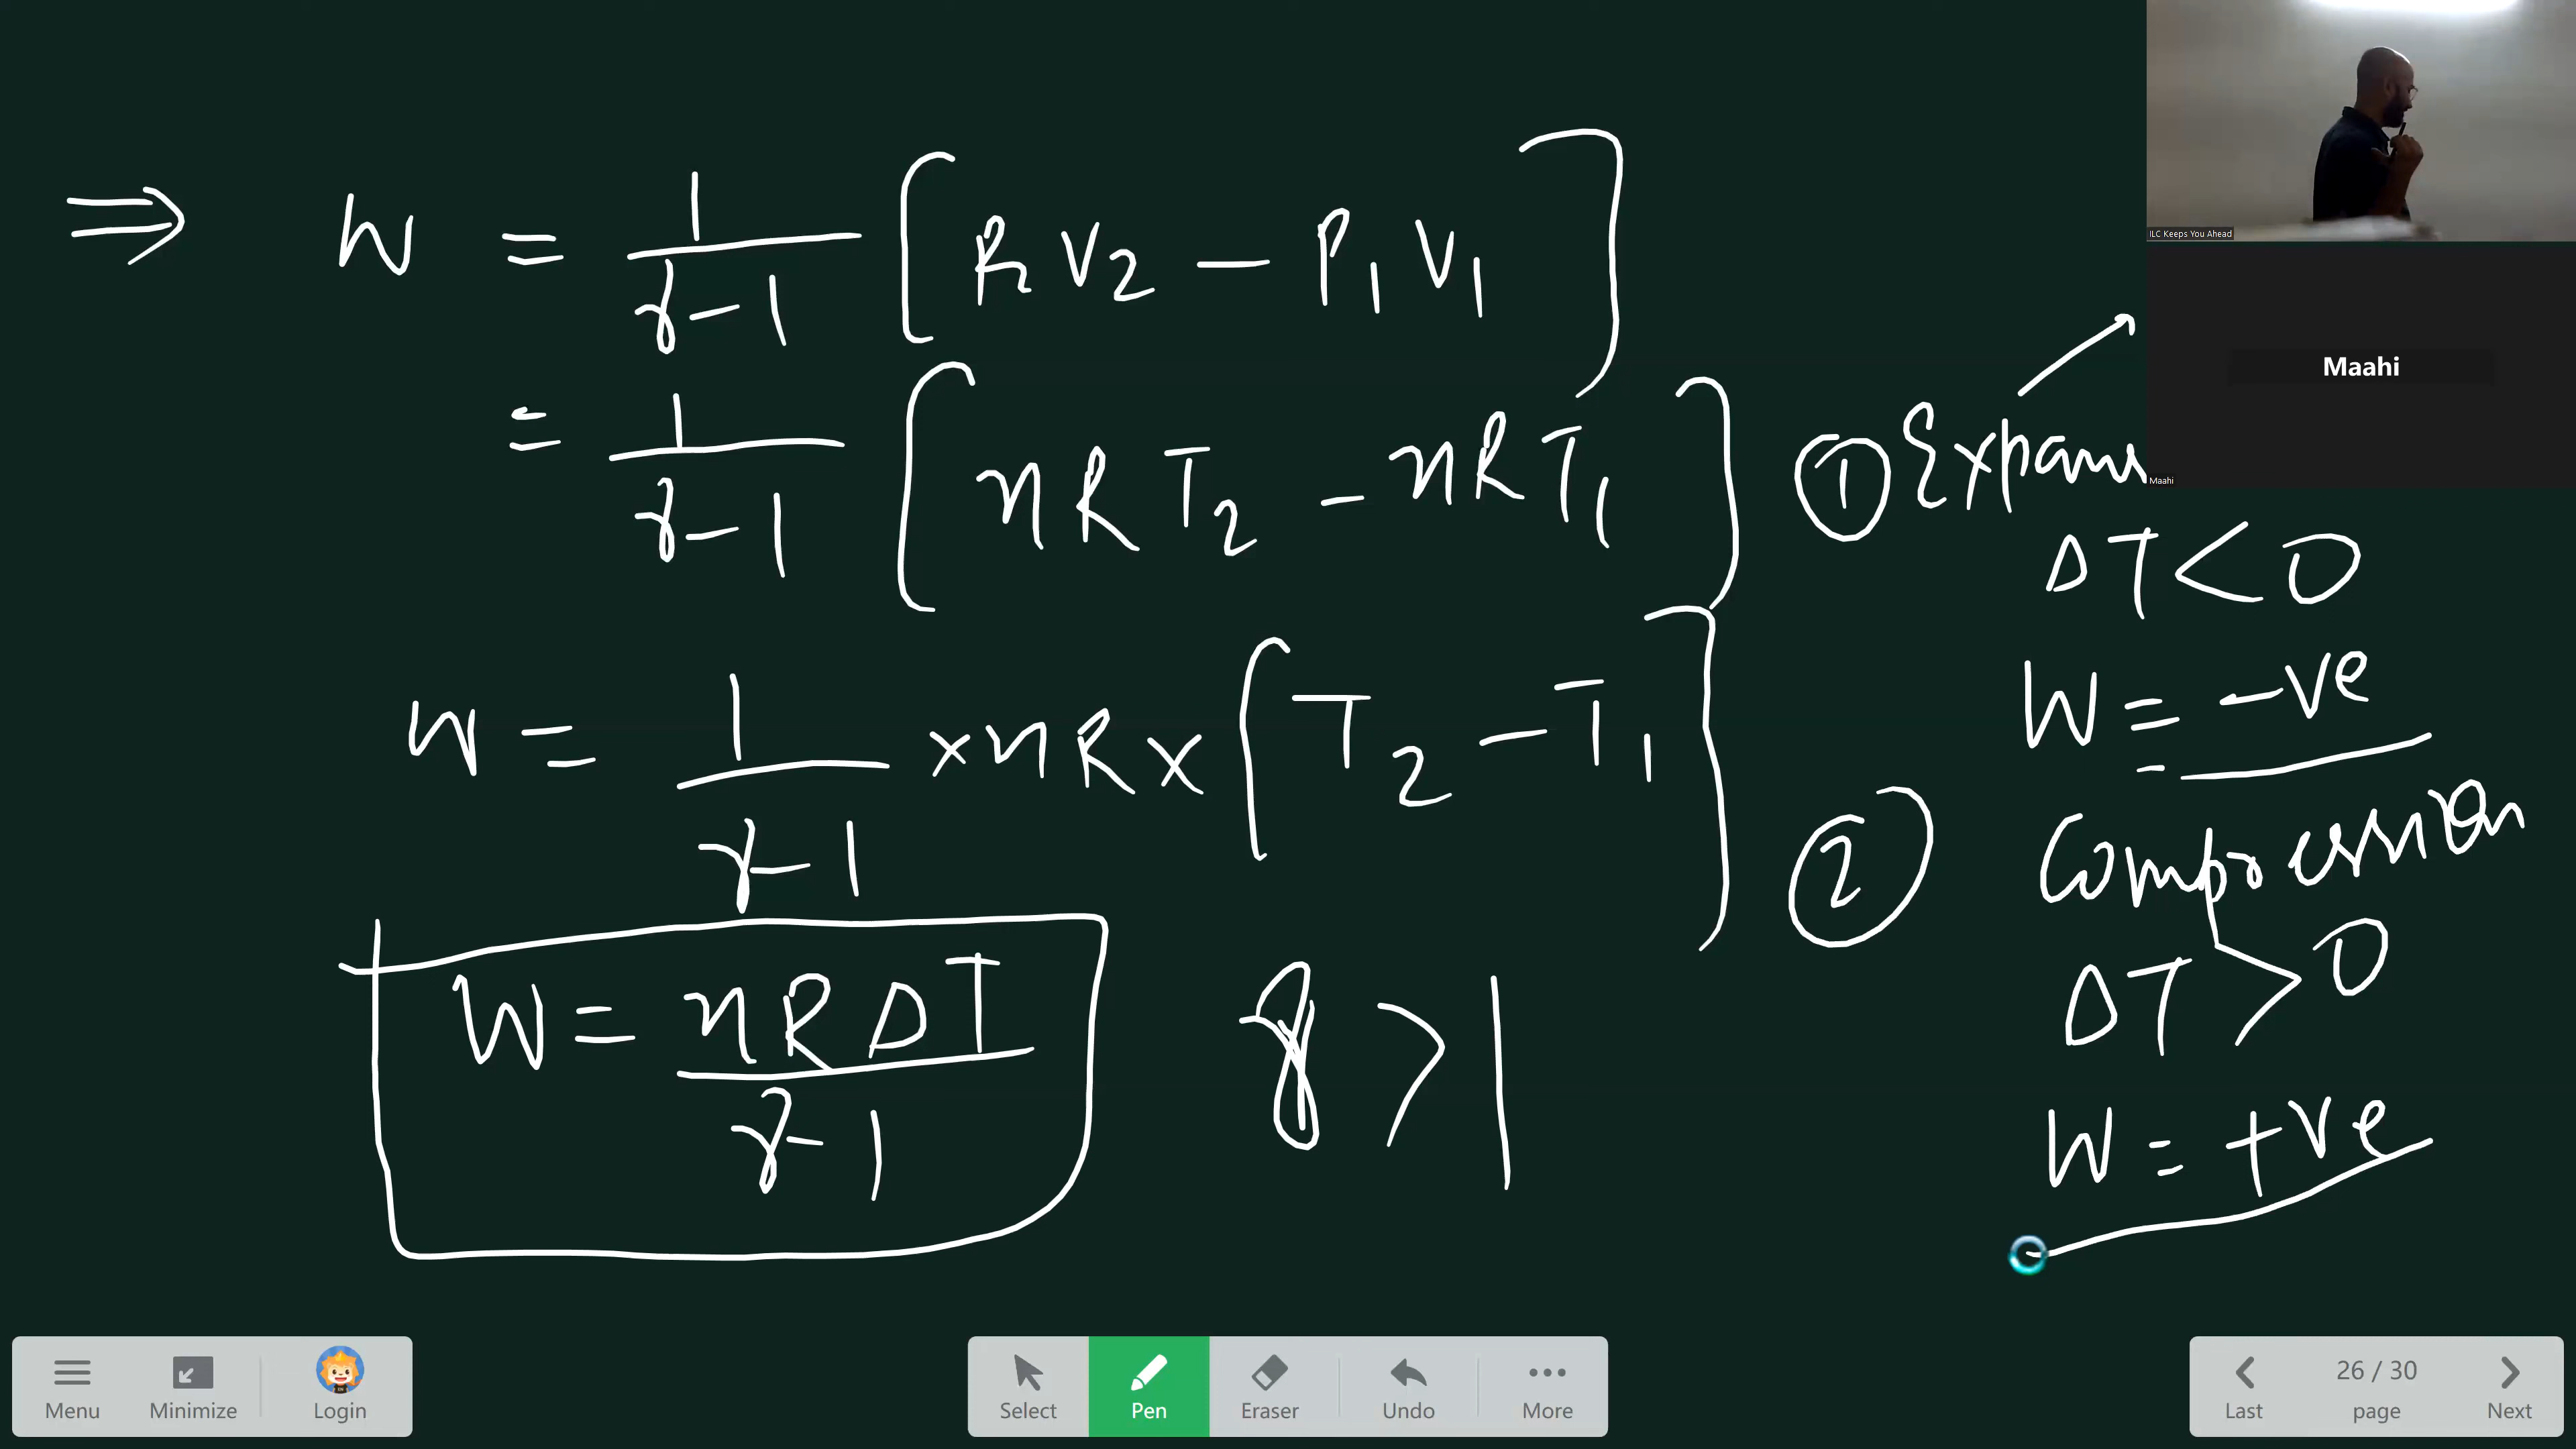 ⇒ W = 1/(γ-1) [P₂V₂ - P₁V₁]
= 1/(γ-1) [nRT₂ - nRT₁]
W = 1/(γ-1) × nR × [T₂ - T₁]
W = nRΔT/(γ-1)
γ > 1
① Expans
ΔT < 0
W = -ve
② Compression
ΔT > 0
W = +ve
ILC Keeps You Ahead
Maahi
Maahi
Menu
Minimize
Login
Select
Pen
Eraser
Undo
More
Last
26 / 30
page
Next